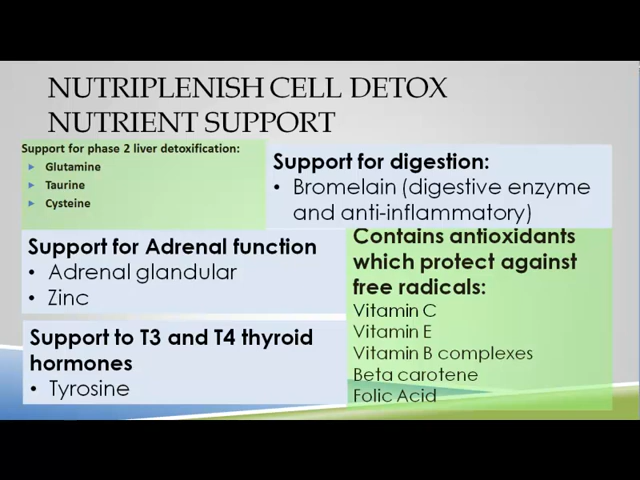 NUTRIPLENISH CELL DETOX
NUTRIENT SUPPORT
Support for phase 2 liver detoxification:
Glutamine
Taurine
Cysteine
Support for digestion:
• Bromelain (digestive enzyme
and anti-inflammatory)
Support for Adrenal function
• Adrenal glandular
• Zinc
Contains antioxidants
which protect against
free radicals:
Vitamin C
Vitamin E
Vitamin B complexes
Beta carotene
Folic Acid
Support to T3 and T4 thyroid
hormones
• Tyrosine